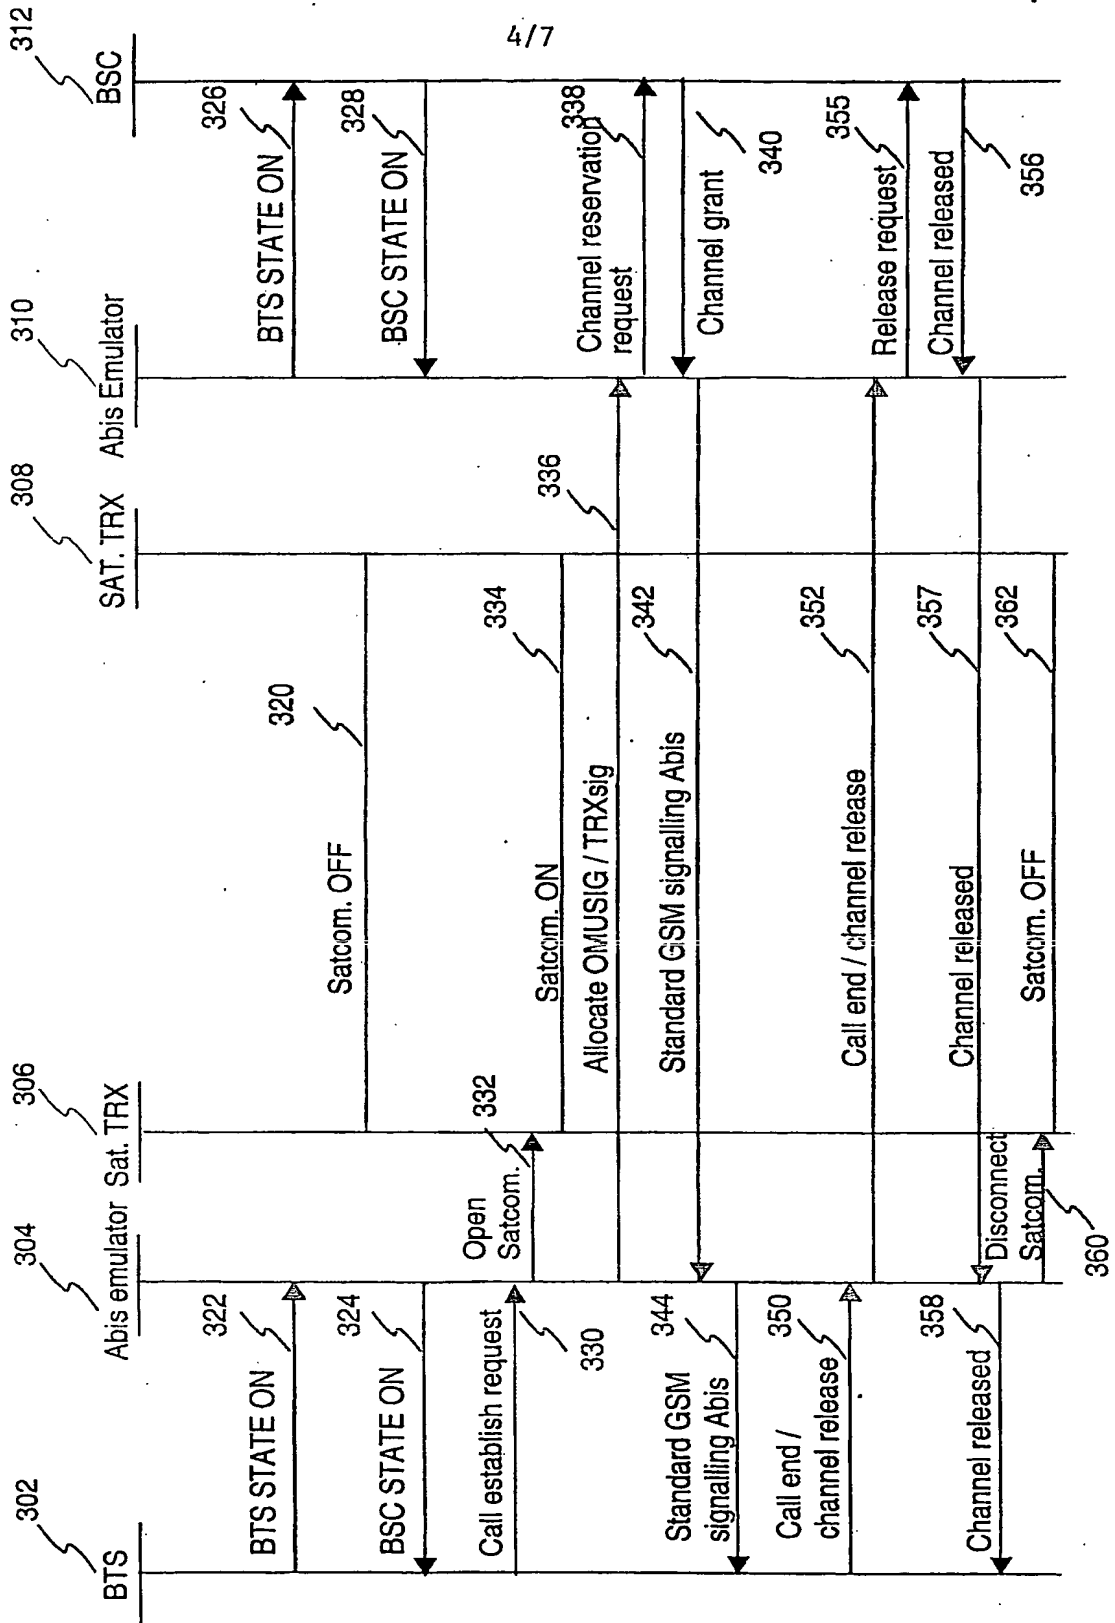 4/7
302
BTS
304
Abis emulator
306
Sat. TRX
308
SAT. TRX
310
Abis Emulator
312
BSC
BTS STATE ON
322
BTS STATE ON
326
Satcom. OFF
320
BSC STATE ON
324
BSC STATE ON
328
Call establish request
330
Open
Satcom.
332
Satcom. ON
334
Allocate OMUSIG / TRXsig
336
Channel reservation
request
338
Channel grant
340
Standard GSM signalling Abis
342
Standard GSM
signalling Abis
344
Call end /
channel release
350
Call end / channel release
352
Release request
355
Channel released
356
Channel released
357
Channel released
358
Disconnect
Satcom.
360
Satcom. OFF
362